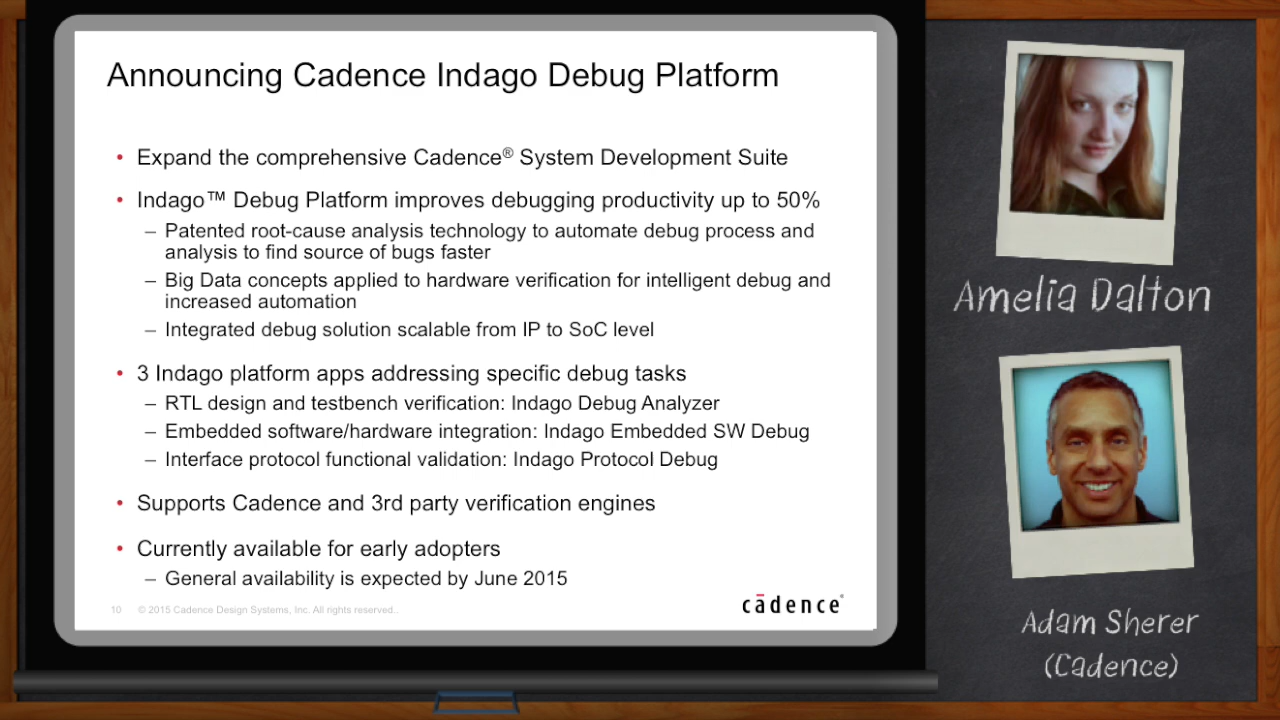 Announcing Cadence Indago Debug Platform
• Expand the comprehensive Cadence® System Development Suite
• Indago™ Debug Platform improves debugging productivity up to 50%
– Patented root-cause analysis technology to automate debug process and
analysis to find source of bugs faster
– Big Data concepts applied to hardware verification for intelligent debug and
increased automation
– Integrated debug solution scalable from IP to SoC level
• 3 Indago platform apps addressing specific debug tasks
– RTL design and testbench verification: Indago Debug Analyzer
– Embedded software/hardware integration: Indago Embedded SW Debug
– Interface protocol functional validation: Indago Protocol Debug
• Supports Cadence and 3rd party verification engines
• Currently available for early adopters
– General availability is expected by June 2015
10 © 2015 Cadence Design Systems, Inc. All rights reserved..
cādence®
Amelia Dalton
Adam Sherer
(Cadence)